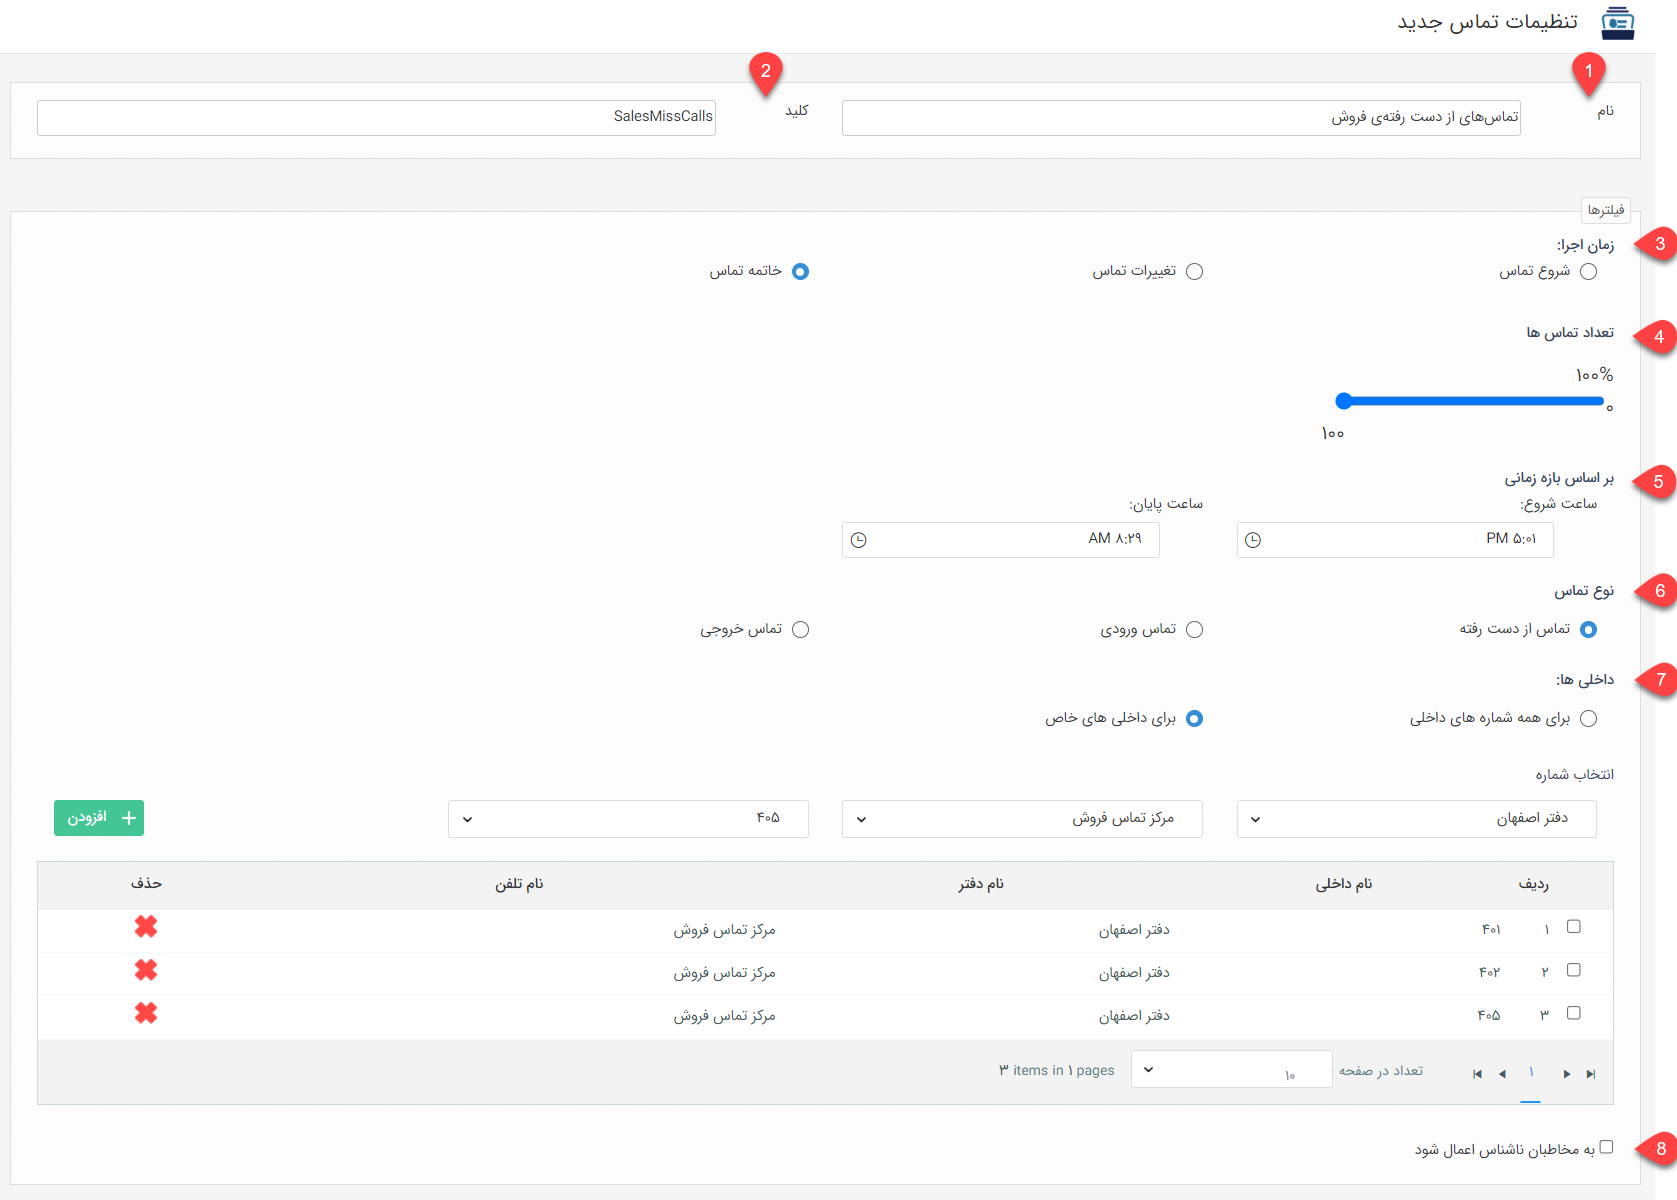 تنظیمات تماس جدید
1
2
نام
تماس‌های از دست رفته‌ی فروش
کلید
SalesMissCalls
فیلترها
3
زمان اجرا:
شروع تماس
تغییرات تماس
خاتمه تماس
4
تعداد تماس ها
۱۰۰%
۰
۱۰۰
5
بر اساس بازه زمانی
ساعت شروع:
ساعت پایان:
۵:۰۱ PM
۸:۲۹ AM
6
نوع تماس
تماس از دست رفته
تماس ورودی
تماس خروجی
7
داخلی ها:
برای همه شماره های داخلی
برای داخلی های خاص
انتخاب شماره
دفتر اصفهان
مرکز تماس فروش
۴۰۵
افزودن
ردیف نام داخلی نام دفتر نام تلفن حذف
۱ ۴۰۱ دفتر اصفهان مرکز تماس فروش
۲ ۴۰۲ دفتر اصفهان مرکز تماس فروش
۳ ۴۰۵ دفتر اصفهان مرکز تماس فروش
۱ تعداد در صفحه ۱۰ ۳ items in ۱ pages
8
به مخاطبان ناشناس اعمال شود